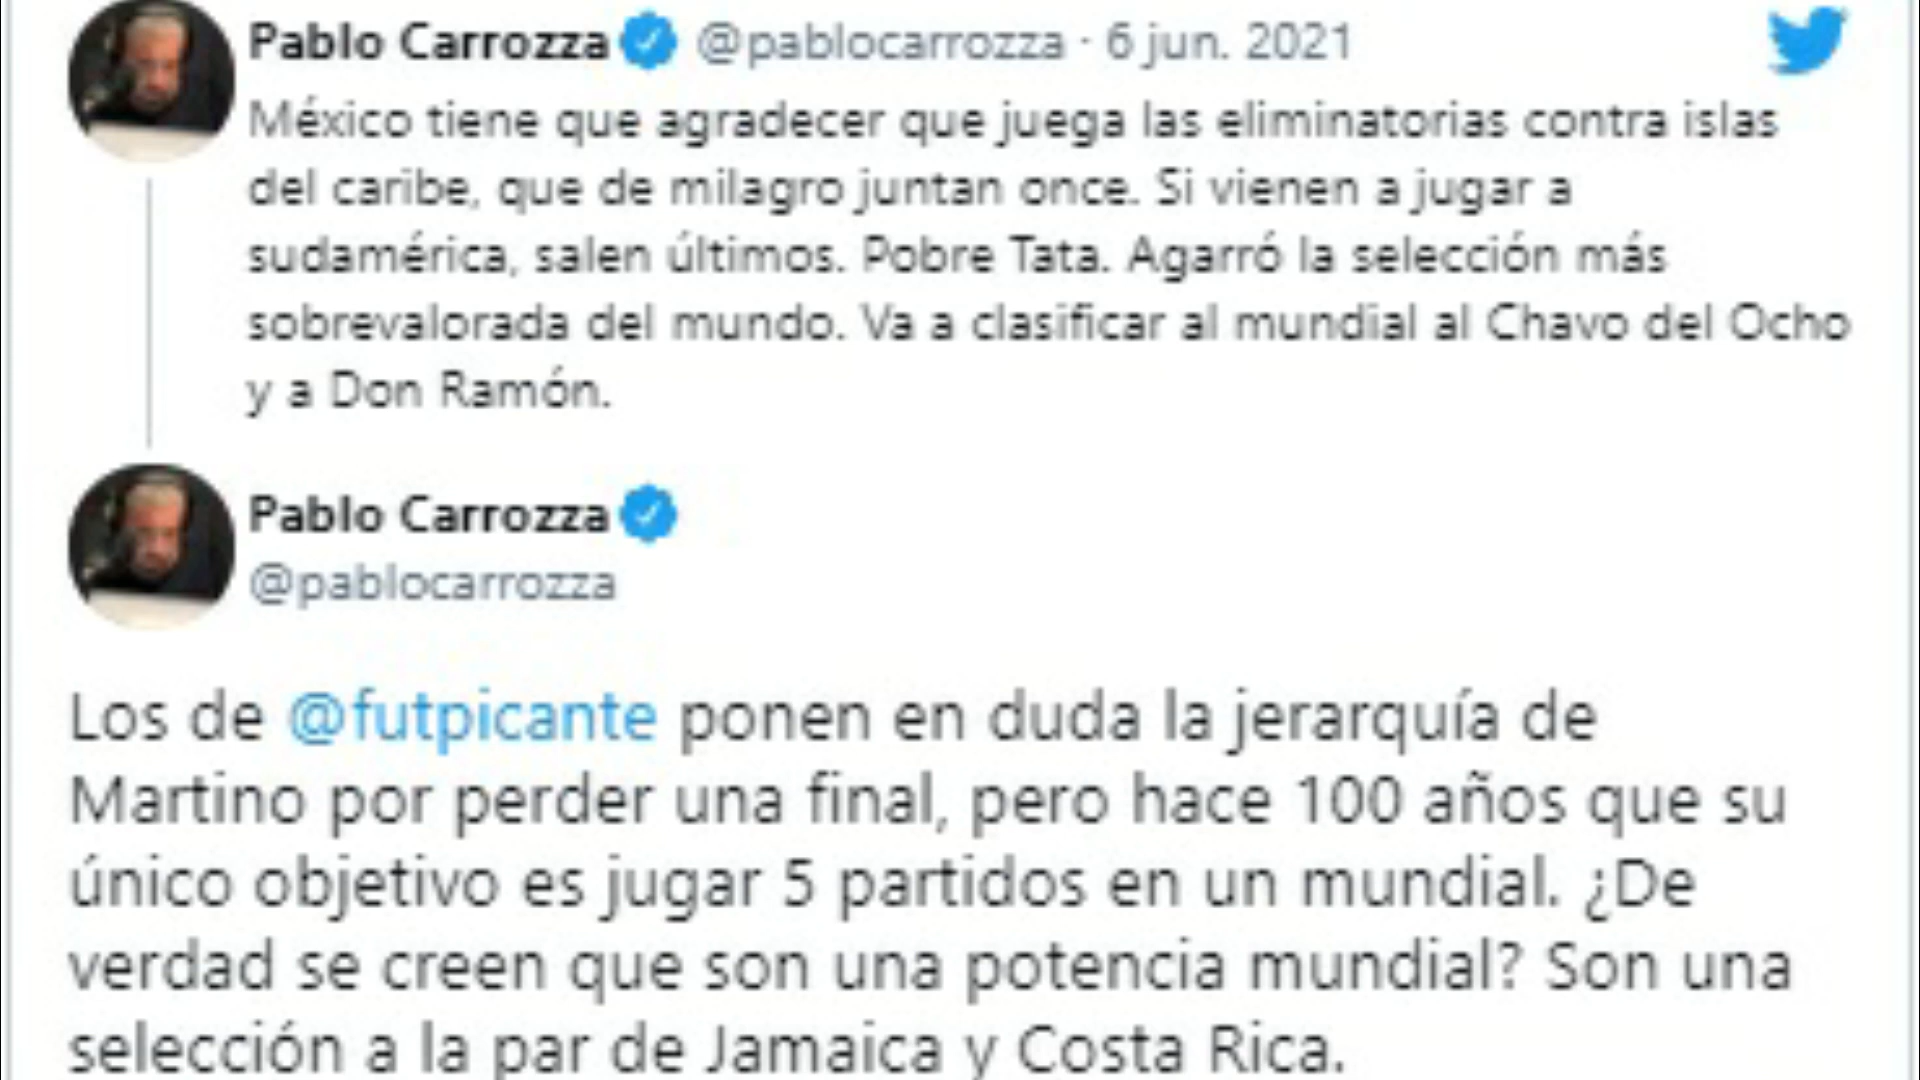 Pablo Carrozza @pablocarrozza · 6 jun. 2021
México tiene que agradecer que juega las eliminatorias contra islas
del caribe, que de milagro juntan once. Si vienen a jugar a
sudamérica, salen últimos. Pobre Tata. Agarró la selección más
sobrevalorada del mundo. Va a clasificar al mundial al Chavo del Ocho
y a Don Ramón.
Pablo Carrozza
@pablocarrozza
Los de @futpicante ponen en duda la jerarquía de
Martino por perder una final, pero hace 100 años que su
único objetivo es jugar 5 partidos en un mundial. ¿De
verdad se creen que son una potencia mundial? Son una
selección a la par de Jamaica y Costa Rica.